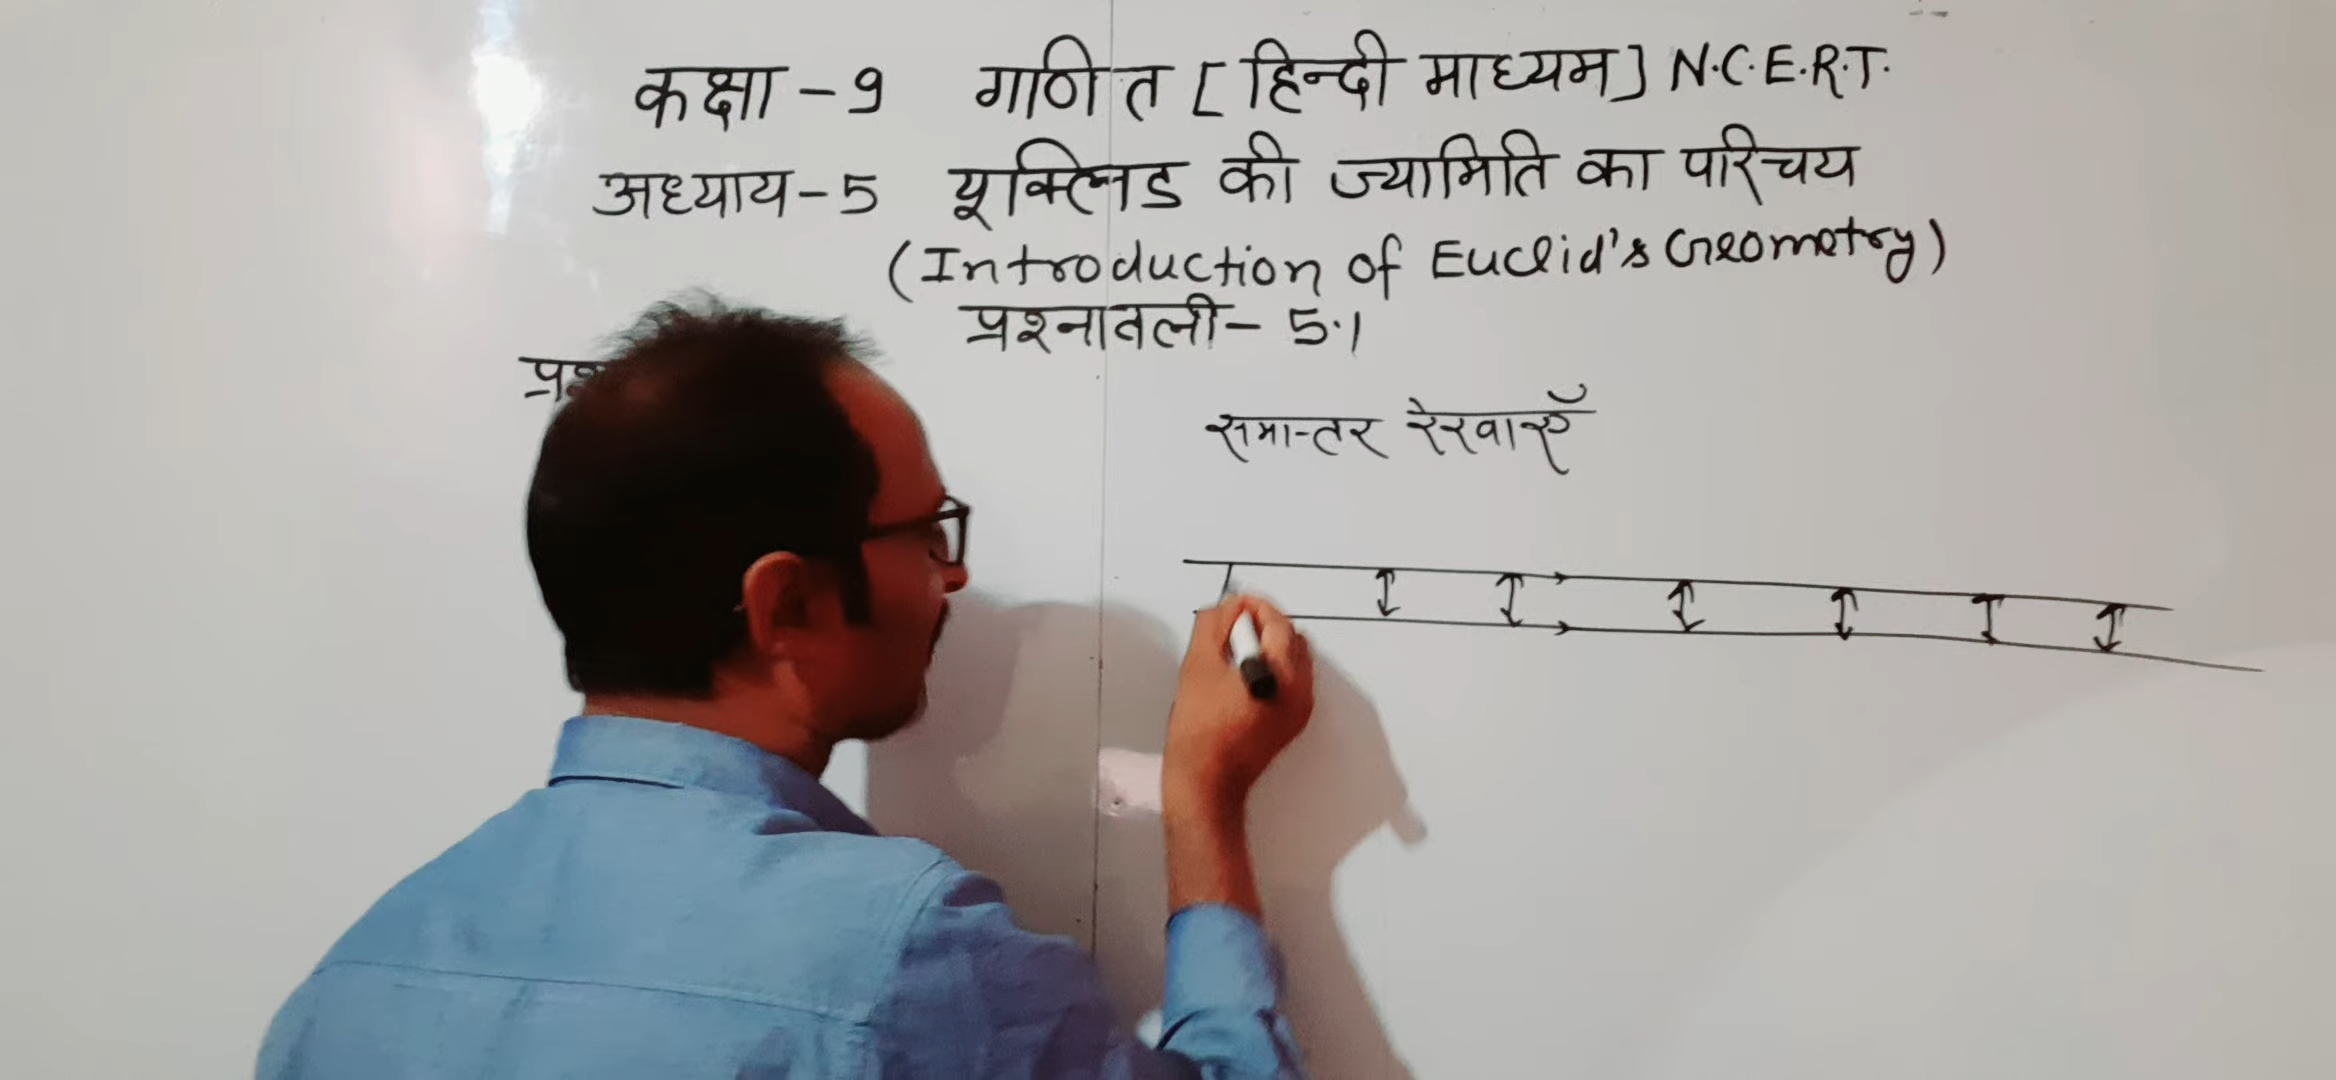 कक्षा - 9 गणित [हिन्दी माध्यम] N.C.E.R.T.
अध्याय - 5 यूक्लिड की ज्यामिति का परिचय
(Introduction of Euclid's Geometry)
प्रश्नावली - 5.1
समान्तर रेखाएँ